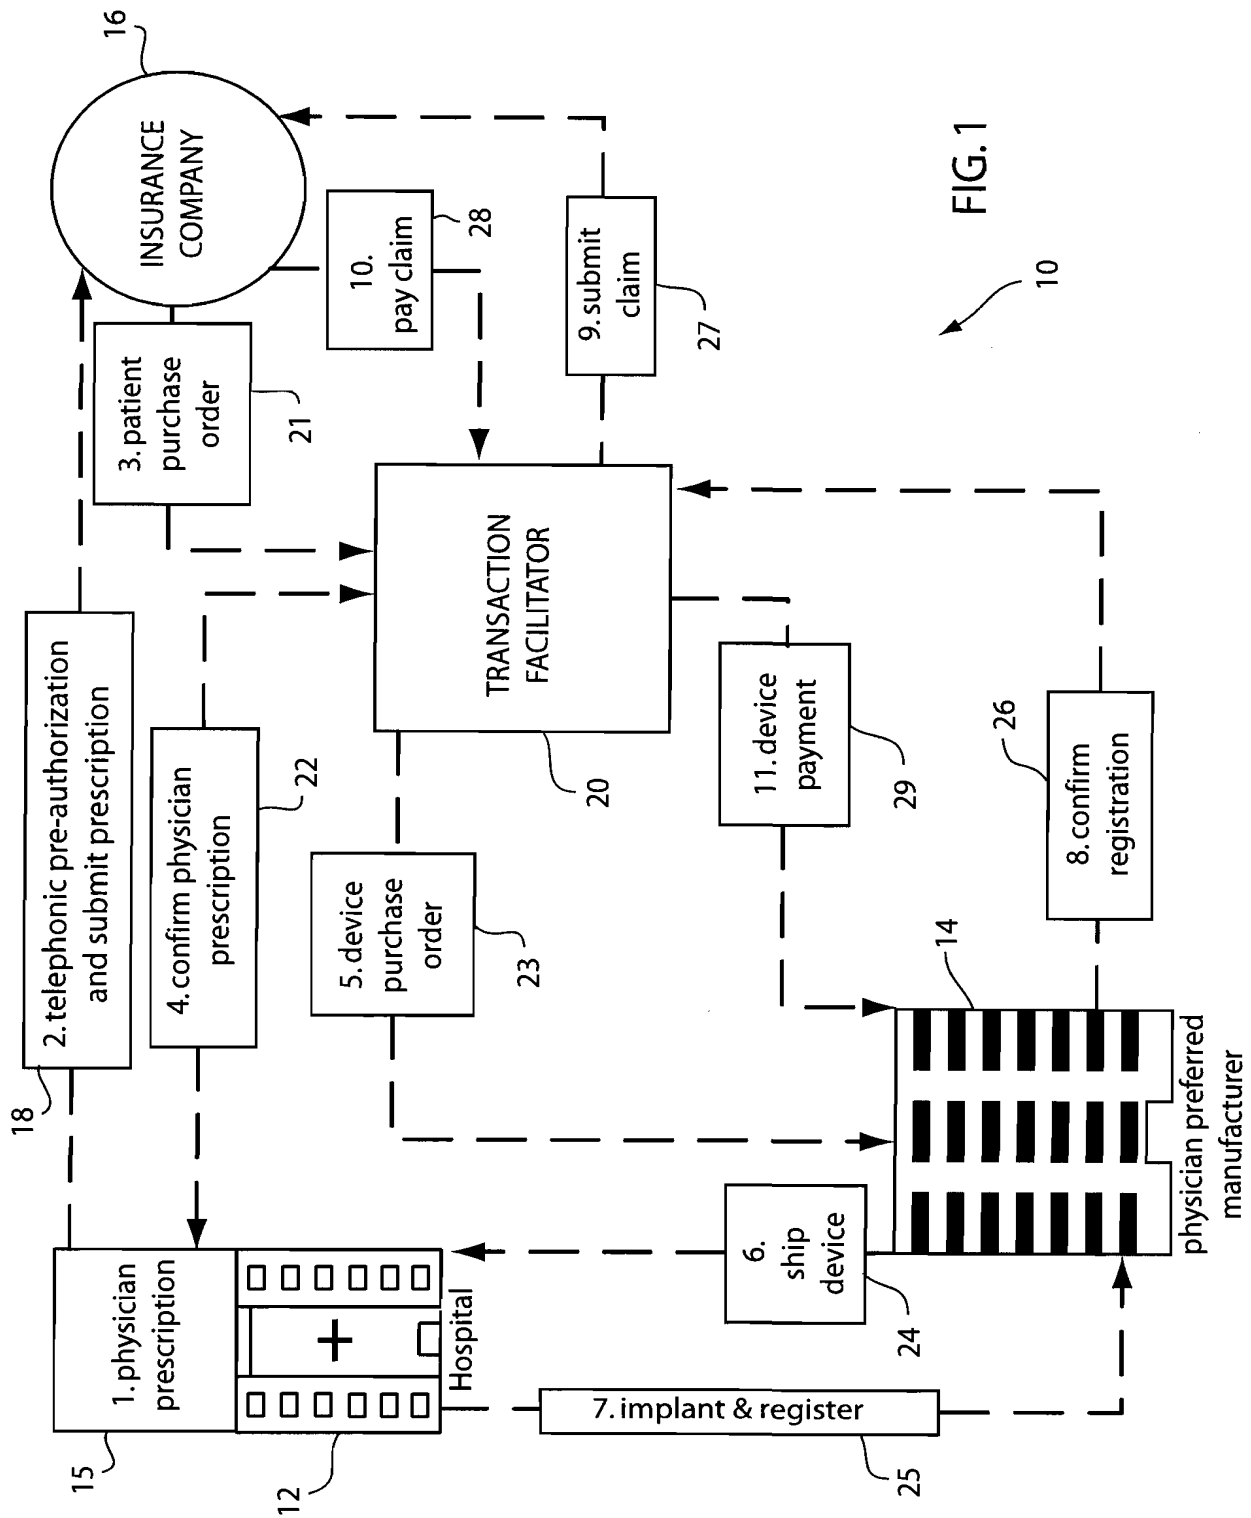 15
1. physician
prescription
12
Hospital
18
2. telephonic pre-authorization
and submit prescription
16
INSURANCE
COMPANY
4. confirm physician
prescription
22
3. patient
purchase
order
21
5. device
purchase
order
23
TRANSACTION
FACILITATOR
20
10.
pay claim
28
9. submit
claim
27
7. implant & register
25
6.
ship
device
24
11. device
payment
29
14
physician preferred
manufacturer
8. confirm
registration
26
10
FIG. 1